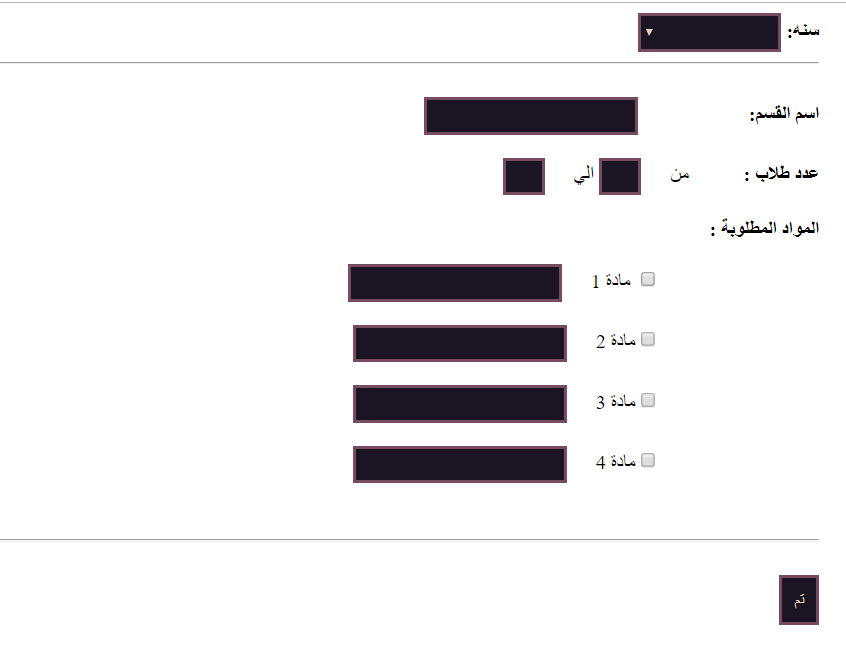 سنه:
اسم القسم:
عدد طلاب : من الي
المواد المطلوبة :
مادة 1
مادة 2
مادة 3
مادة 4
تم